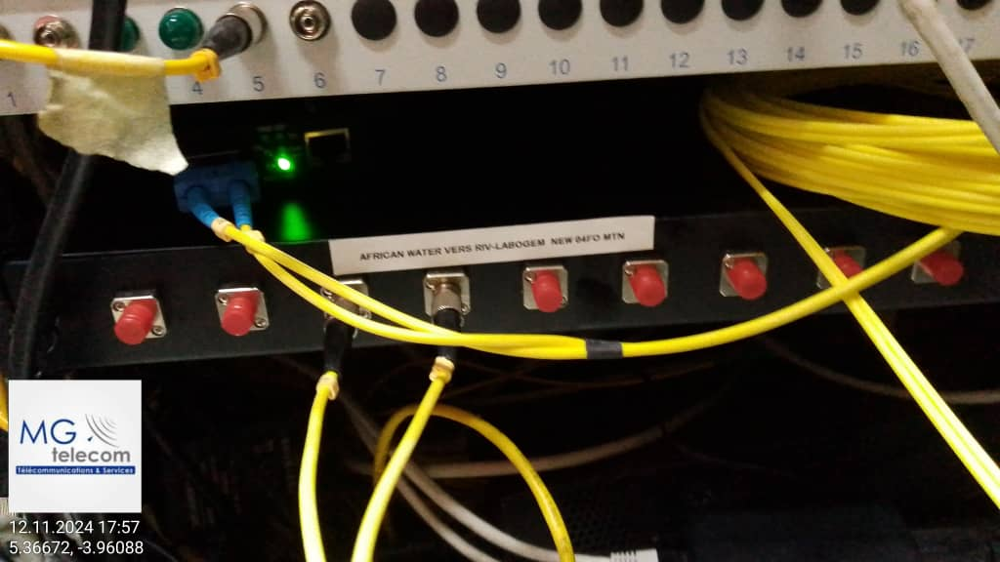 1 4 5 6 7 8 9 10 11 12 13 14 15 16 17
AFRICAN WATER VERS RIV-LABOGEM NEW 04FO MTN
MG
telecom
Télécommunications & Services
12.11.2024 17:57
5.36672, -3.96088